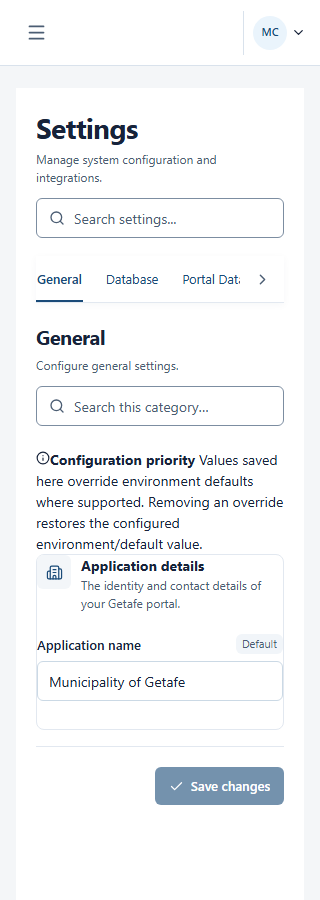 MC
Settings
Manage system configuration and
integrations.
Search settings...
General Database Portal Data
General
Configure general settings.
Search this category...
Configuration priority Values saved
here override environment defaults
where supported. Removing an override
restores the configured
environment/default value.
Application details
The identity and contact details of
your Getafe portal.
Application name Default
Municipality of Getafe
Save changes